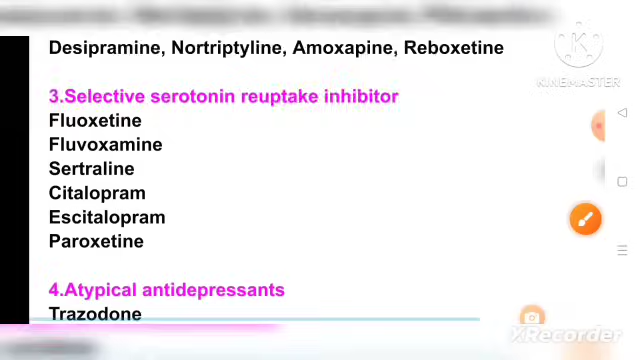 Desipramine, Nortriptyline, Amoxapine, Reboxetine
KINEMASTER
3.Selective serotonin reuptake inhibitor
Fluoxetine
Fluvoxamine
Sertraline
Citalopram
Escitalopram
Paroxetine
4.Atypical antidepressants
Trazodone
XRecorder